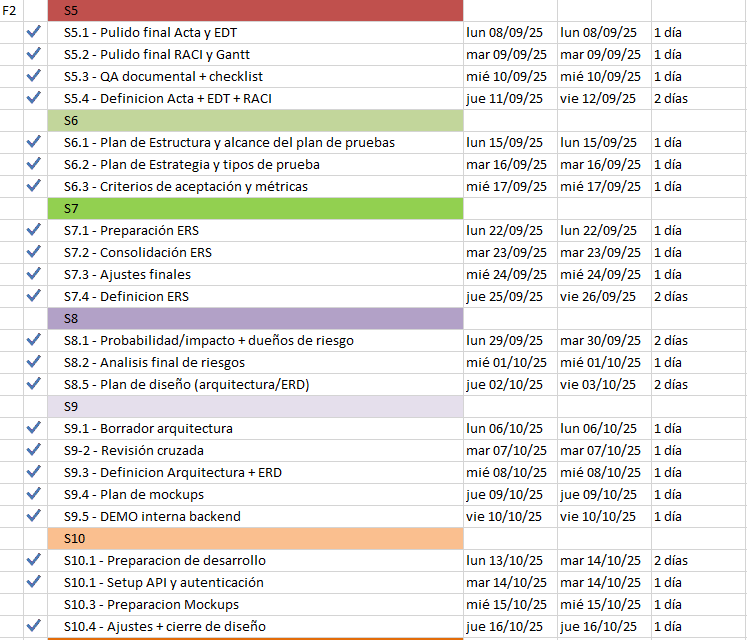 F2 S5
S5.1 - Pulido final Acta y EDT lun 08/09/25 lun 08/09/25 1 día
S5.2 - Pulido final RACI y Gantt mar 09/09/25 mar 09/09/25 1 día
S5.3 - QA documental + checklist mié 10/09/25 mié 10/09/25 1 día
S5.4 - Definicion Acta + EDT + RACI jue 11/09/25 vie 12/09/25 2 días
S6
S6.1 - Plan de Estructura y alcance del plan de pruebas lun 15/09/25 lun 15/09/25 1 día
S6.2 - Plan de Estrategia y tipos de prueba mar 16/09/25 mar 16/09/25 1 día
S6.3 - Criterios de aceptación y métricas mié 17/09/25 mié 17/09/25 1 día
S7
S7.1 - Preparación ERS lun 22/09/25 lun 22/09/25 1 día
S7.2 - Consolidación ERS mar 23/09/25 mar 23/09/25 1 día
S7.3 - Ajustes finales mié 24/09/25 mié 24/09/25 1 día
S7.4 - Definicion ERS jue 25/09/25 vie 26/09/25 2 días
S8
S8.1 - Probabilidad/impacto + dueños de riesgo lun 29/09/25 mar 30/09/25 2 días
S8.2 - Analisis final de riesgos mié 01/10/25 mié 01/10/25 1 día
S8.5 - Plan de diseño (arquitectura/ERD) jue 02/10/25 vie 03/10/25 2 días
S9
S9.1 - Borrador arquitectura lun 06/10/25 lun 06/10/25 1 día
S9-2 - Revisión cruzada mar 07/10/25 mar 07/10/25 1 día
S9.3 - Definicion Arquitectura + ERD mié 08/10/25 mié 08/10/25 1 día
S9.4 - Plan de mockups jue 09/10/25 jue 09/10/25 1 día
S9.5 - DEMO interna backend vie 10/10/25 vie 10/10/25 1 día
S10
S10.1 - Preparacion de desarrollo lun 13/10/25 mar 14/10/25 2 días
S10.1 - Setup API y autenticación mar 14/10/25 mar 14/10/25 1 día
S10.3 - Preparacion Mockups mié 15/10/25 mié 15/10/25 1 día
S10.4 - Ajustes + cierre de diseño jue 16/10/25 jue 16/10/25 1 día